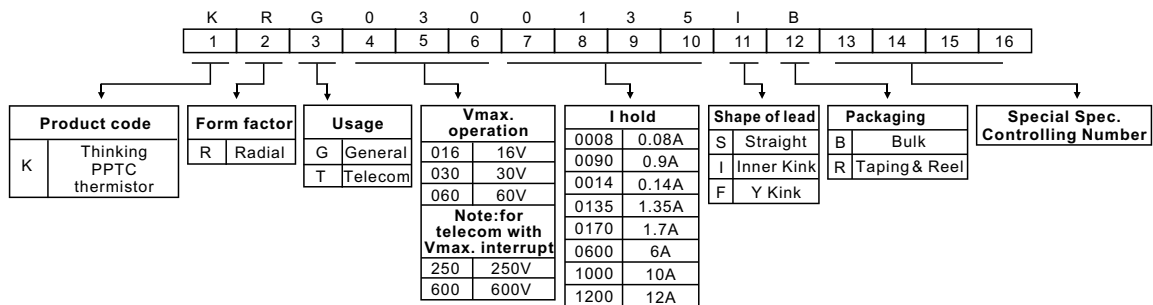 K R G 0 3 0 0 1 3 5 I B
1 2 3 4 5 6 7 8 9 10 11 12 13 14 15 16
Product code
K Thinking
PPTC
thermistor
Form factor
R Radial
Usage
G General
T Telecom
Vmax.
operation
016 16V
030 30V
060 60V
Note:for
telecom with
Vmax. interrupt
250 250V
600 600V
I hold
0008 0.08A
0090 0.9A
0014 0.14A
0135 1.35A
0170 1.7A
0600 6A
1000 10A
1200 12A
Shape of lead
S Straight
I Inner Kink
F Y Kink
Packaging
B Bulk
R Taping & Reel
Special Spec.
Controlling Number